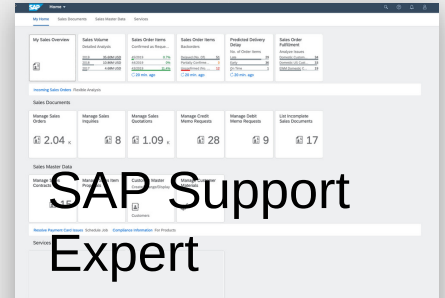 SAP Home
My Home Sales Documents Sales Master Data Services
My Sales Overview
Sales Volume
Detailed Analysis
Sales Order Items
Confirmed as Reque...
20 min. ago
Sales Order Items
Backorders
20 min. ago
Predicted Delivery Delay
No. of Order Items
20 min. ago
Sales Order Fulfillment
Analyze Issues
Incoming Sales Orders Flexible Analysis
Sales Documents
Manage Sales Orders
2.04 K
Manage Sales Inquiries
8
Manage Sales Quotations
1.09 K
Manage Credit Memo Requests
28
Manage Debit Memo Requests
9
List Incomplete Sales Documents
17
Sales Master Data
Customers
SAP Support
Expert
Resolve Payment Card Issues Schedule Job Compliance Information For Products
Services